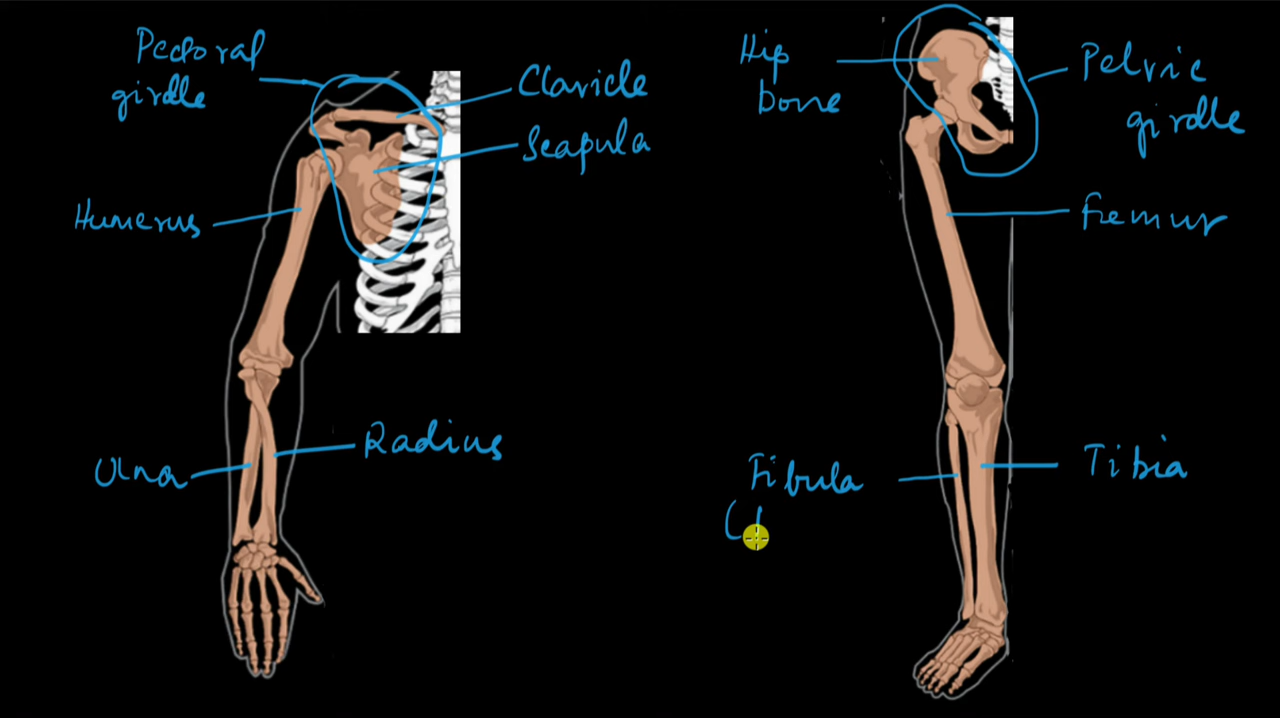 Pectoral
girdle
Clavicle
Scapula
Humerus
Ulna
Radius
Hip
bone
Pelvic
girdle
Femur
Fibula
(
Tibia